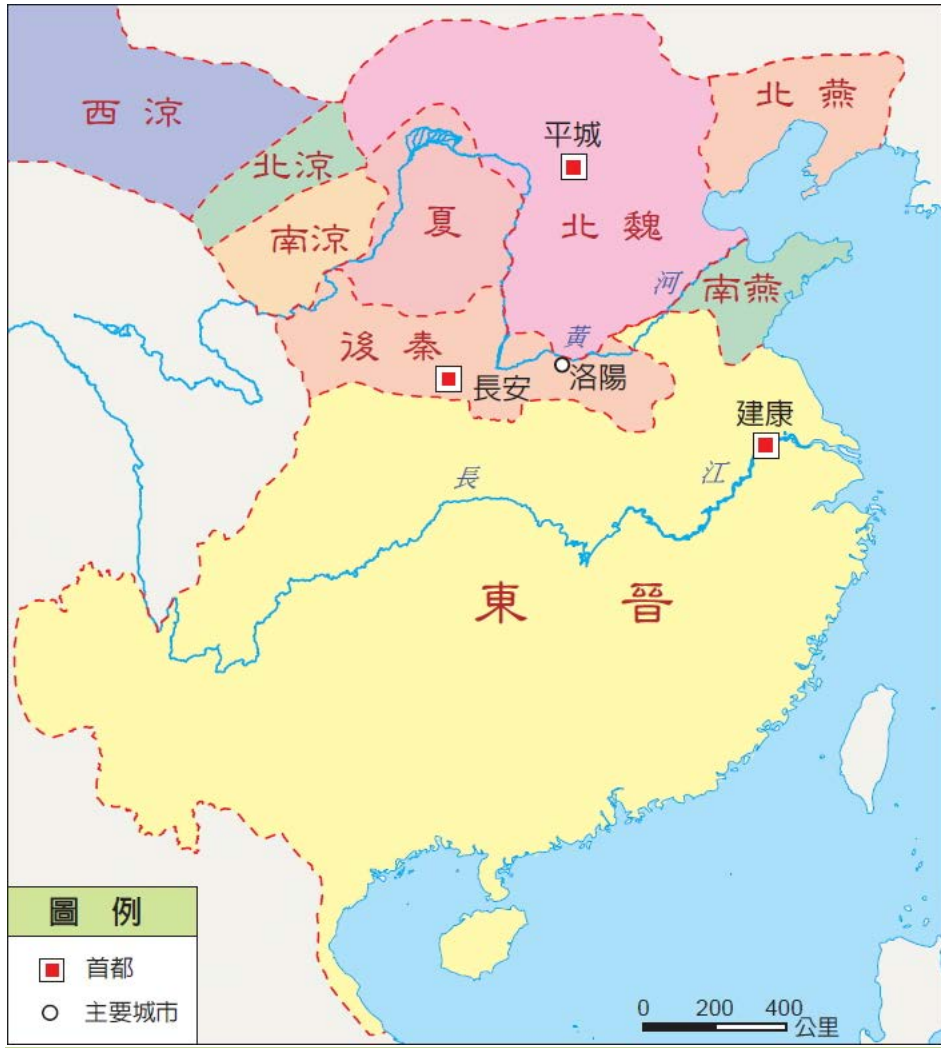 西涼
北涼
南涼
夏
平城
北魏
北燕
南燕
河
黃
後秦
長安
洛陽
建康
長
江
東晉
圖例
首都
主要城市
0 200 400
公里